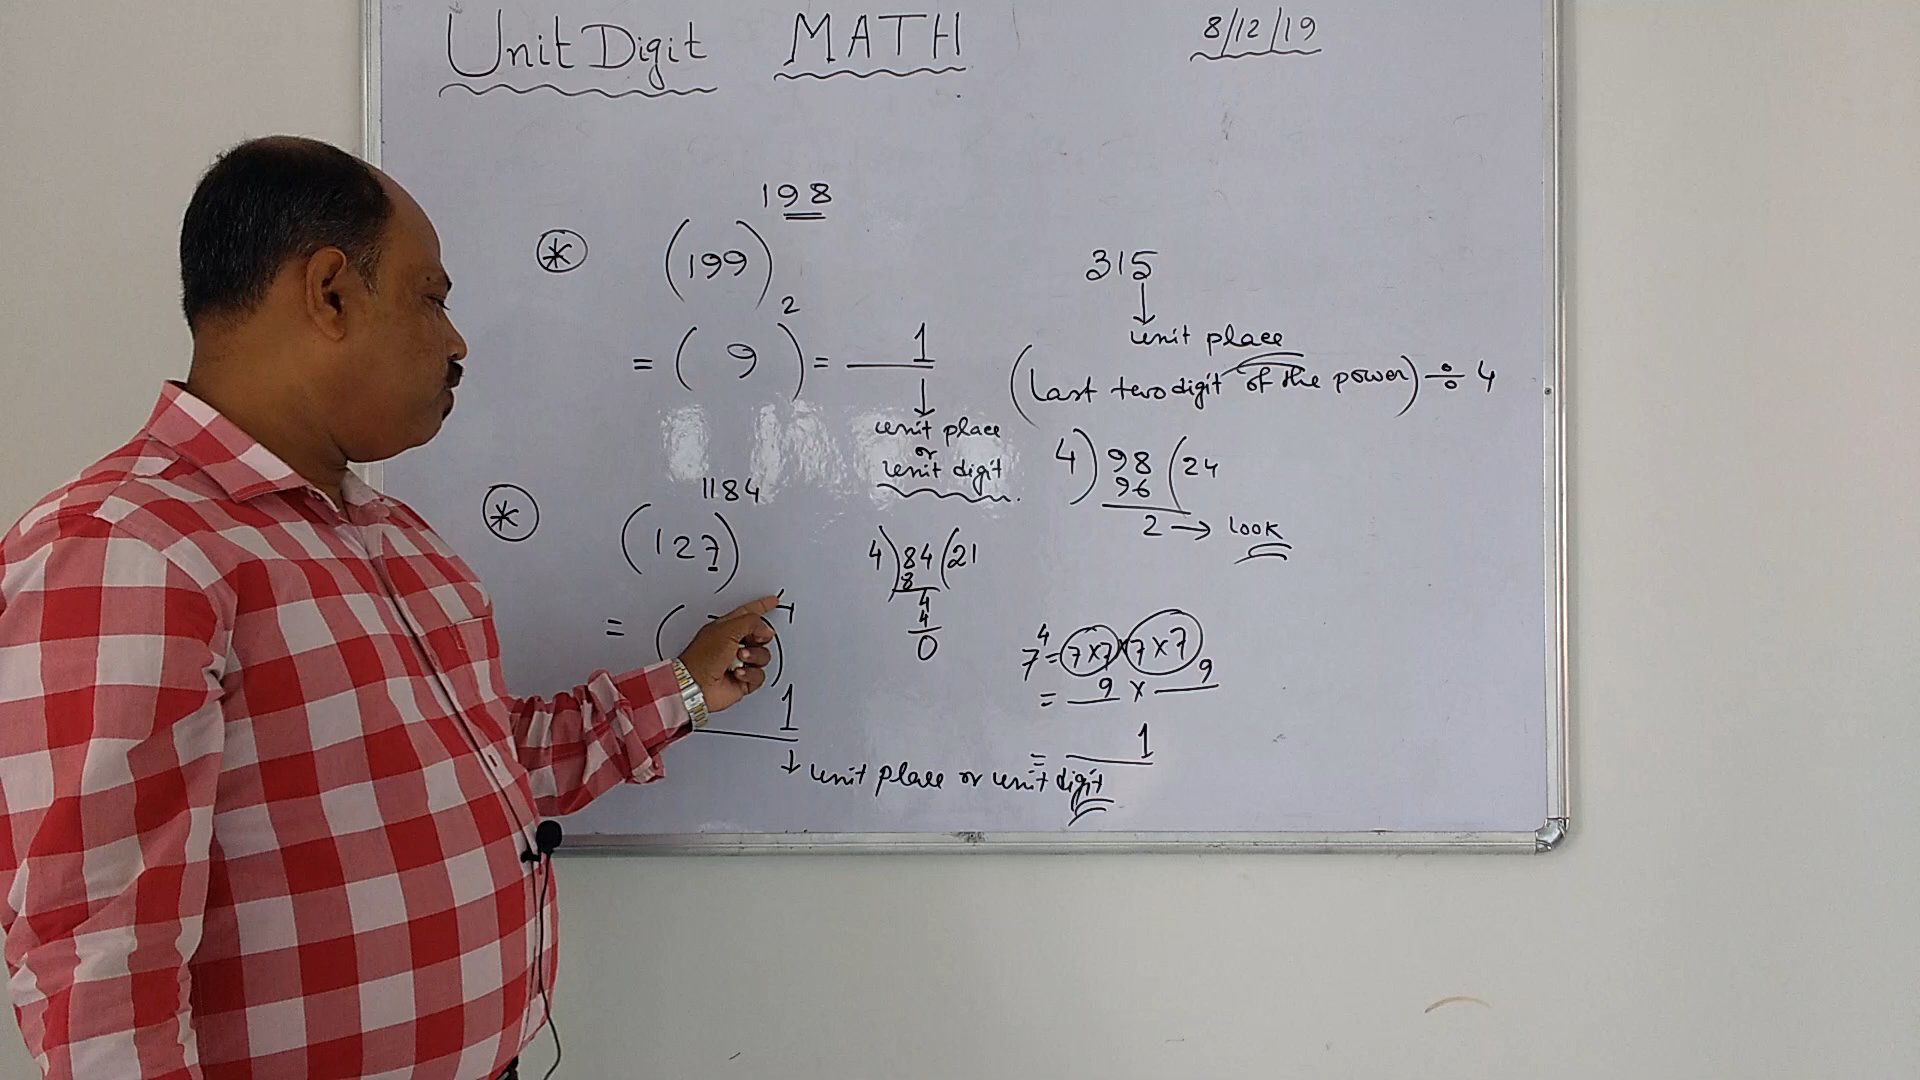 Unit Digit MATH 8/12/19
(199)^198
= (9)^2 = 1
↓
unit place
or
unit digit
315
↓
unit place
(last two digit of the power) ÷ 4
4) 98 (24
96
2 → look
(127)^1184
= ( )^4
1
↓ unit place or unit digit
4) 84 (21
8
4
4
0
7^4 = 7×7×7×7
= 9 × 9
= 1